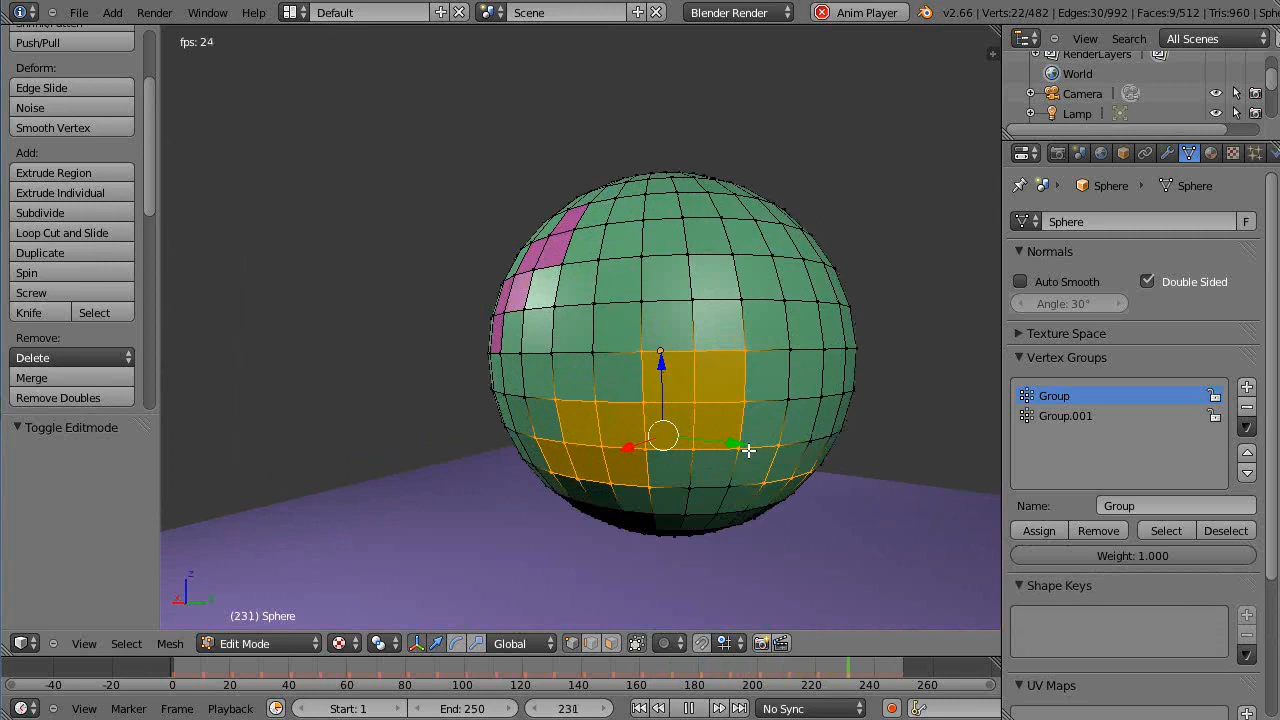 File Add Render Window Help Default Scene Blender Render Anim Player v2.66 | Verts:22/482 | Edges:30/992 | Faces:9/512 | Tris:960 |
Push/Pull
Deform:
Edge Slide
Noise
Smooth Vertex
Add:
Extrude Region
Extrude Individual
Subdivide
Loop Cut and Slide
Duplicate
Spin
Screw
Knife Select
Remove:
Delete
Merge
Remove Doubles
Toggle Editmode
fps: 24
(231) Sphere
z
View Select Mesh Edit Mode Global
-40 -20 0 20 40 60 80 100 120 140 160 180 200 220 240 260
View Marker Frame Playback Start: 1 End: 250 231 No Sync
View Search All Scenes
RenderLayers
World
Camera
Lamp
Sphere Sphere
Sphere F
Normals
Auto Smooth Double Sided
Angle: 30°
Texture Space
Vertex Groups
Group
Group.001
Name: Group
Assign Remove Select Deselect
Weight: 1.000
Shape Keys
UV Maps